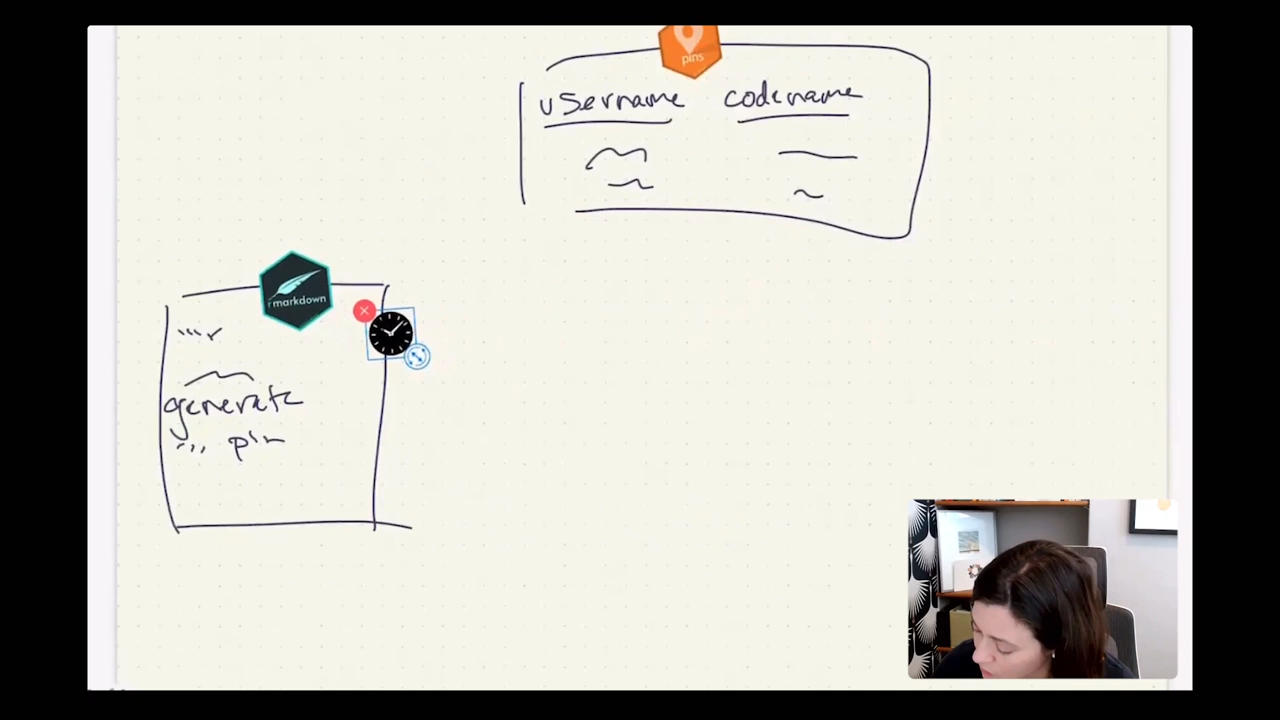 pins
username codename
rmarkdown
```r
generate
``` pin